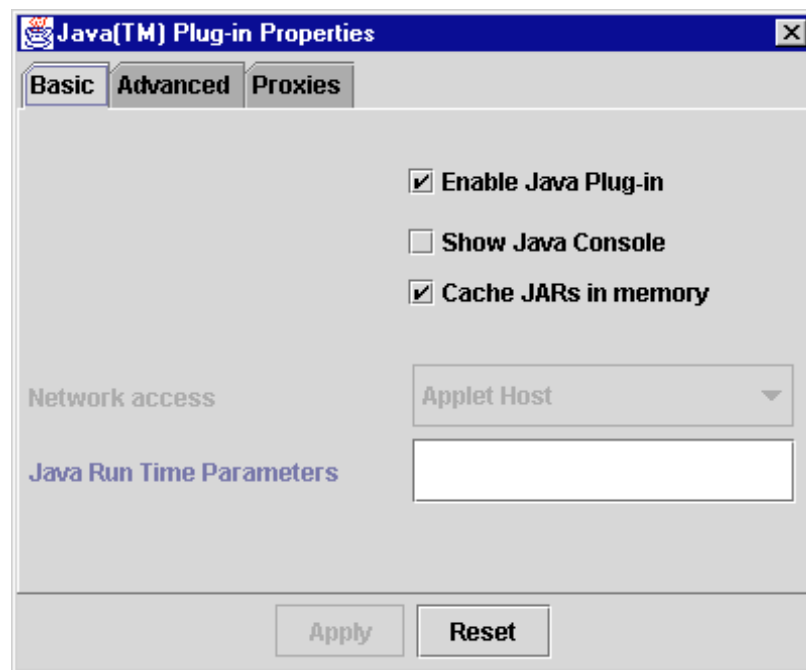 Java(TM) Plug-in Properties
Basic Advanced Proxies
Enable Java Plug-in
Show Java Console
Cache JARs in memory
Network access Applet Host
Java Run Time Parameters
Apply Reset